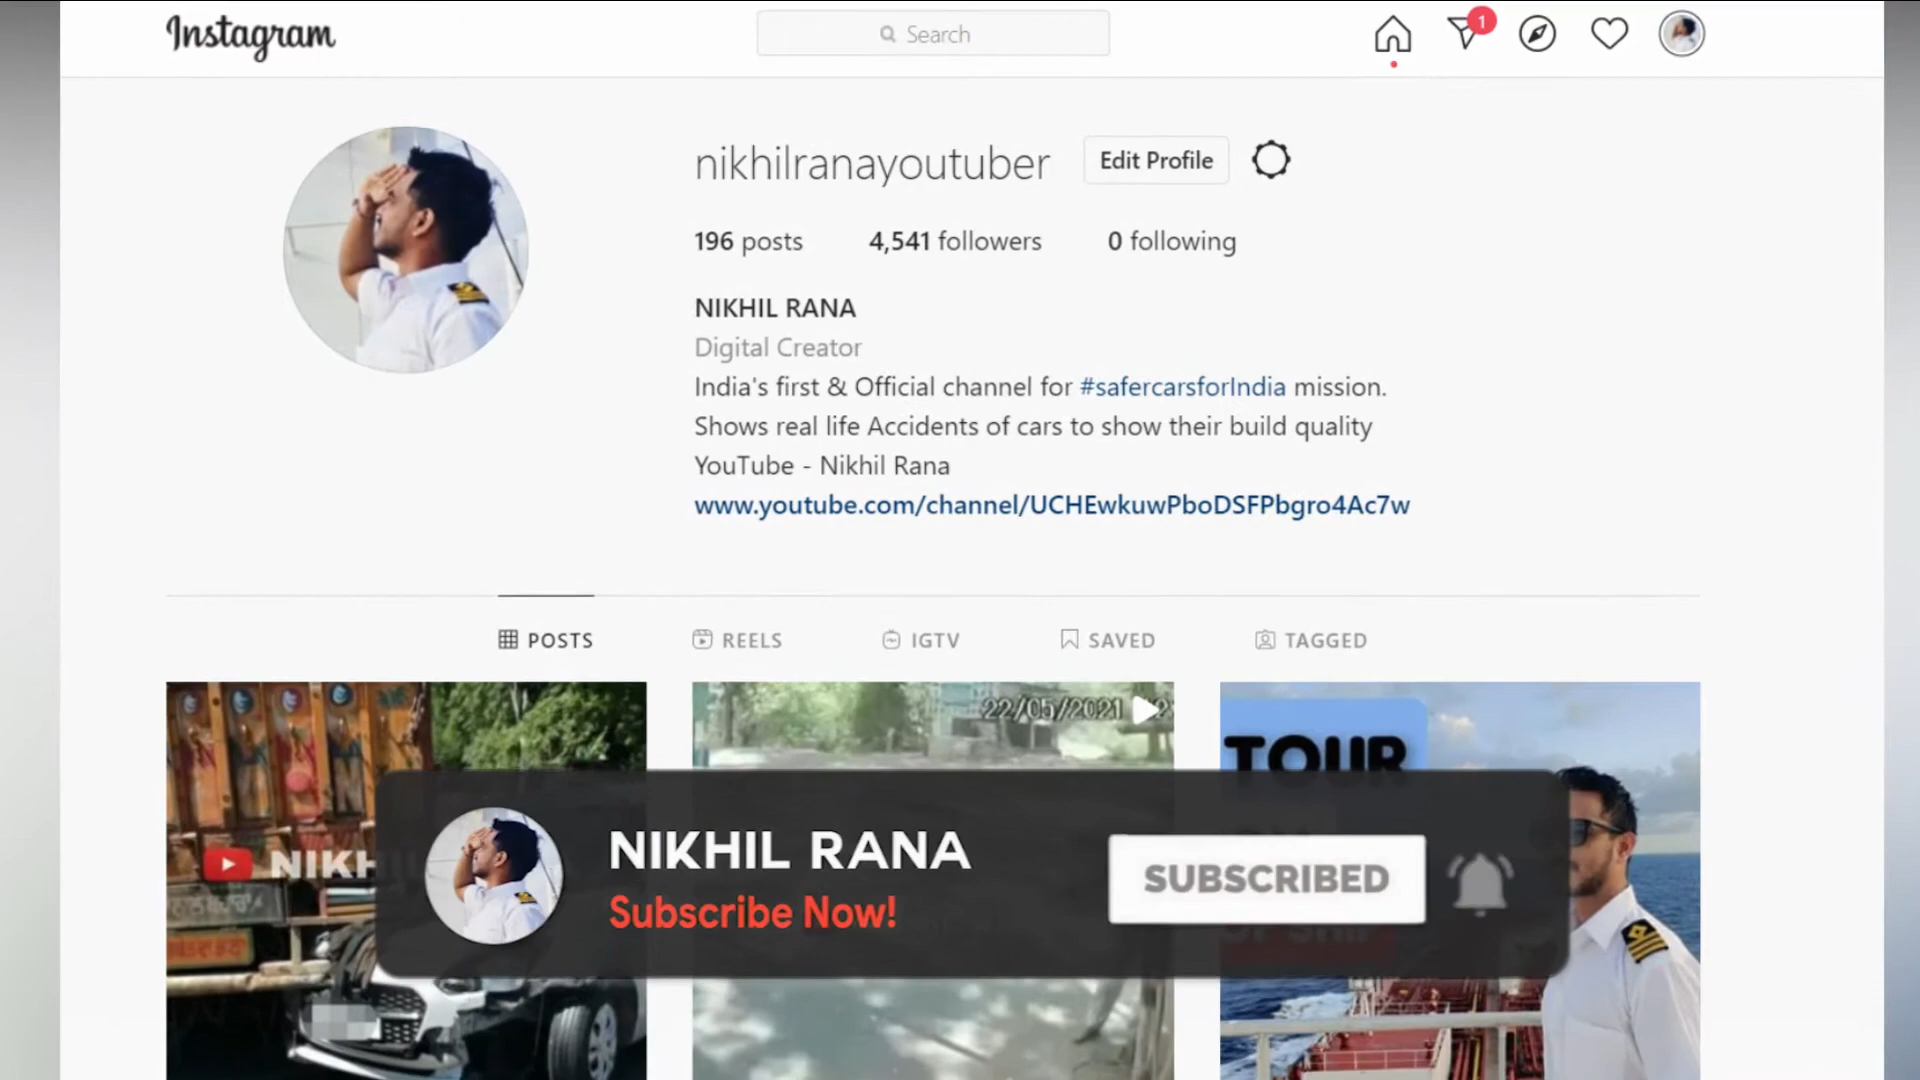 Instagram
Search
1
nikhilranayoutuber
Edit Profile
196 posts
4,541 followers
0 following
NIKHIL RANA
Digital Creator
India's first & Official channel for #safercarsforIndia mission.
Shows real life Accidents of cars to show their build quality
YouTube - Nikhil Rana
www.youtube.com/channel/UCHEwkuwPboDSFPbgro4Ac7w
POSTS
REELS
IGTV
SAVED
TAGGED
22/05/2021
TOUR
NIKHIL RANA
Subscribe Now!
SUBSCRIBED
NIKH
OF SHIP